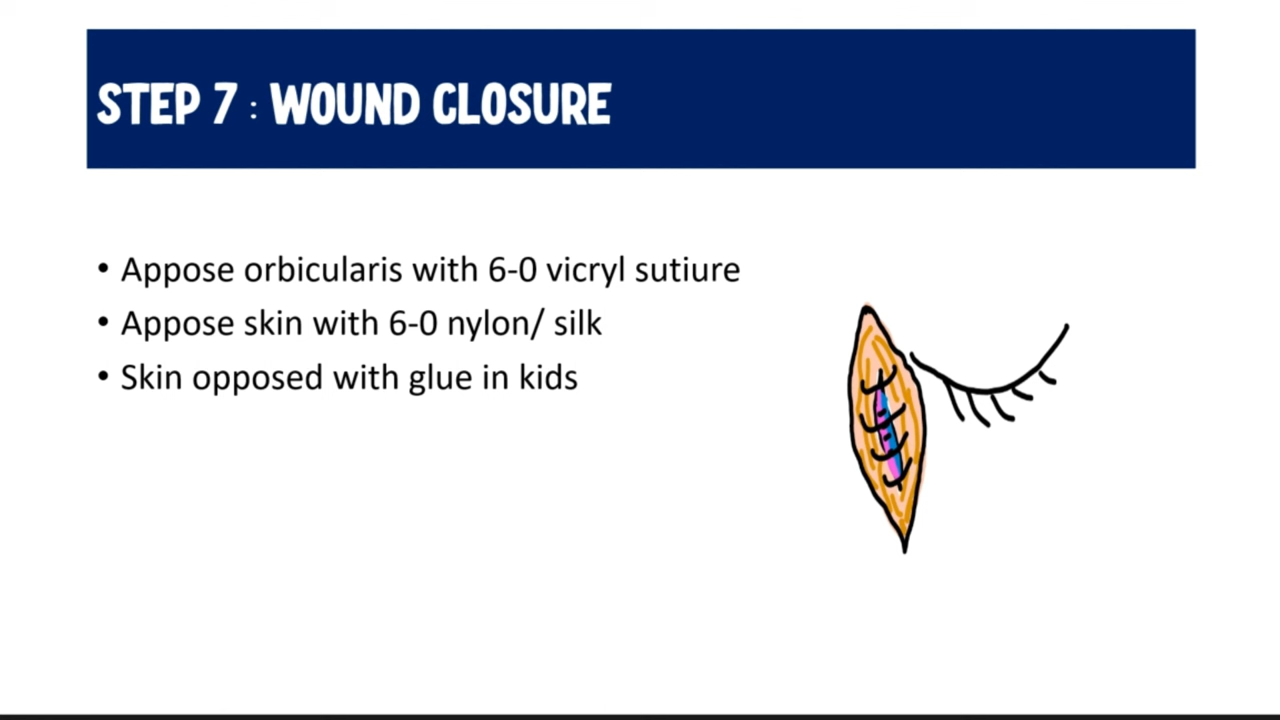 STEP 7 : WOUND CLOSURE
• Appose orbicularis with 6-0 vicryl sutiure
• Appose skin with 6-0 nylon/ silk
• Skin opposed with glue in kids